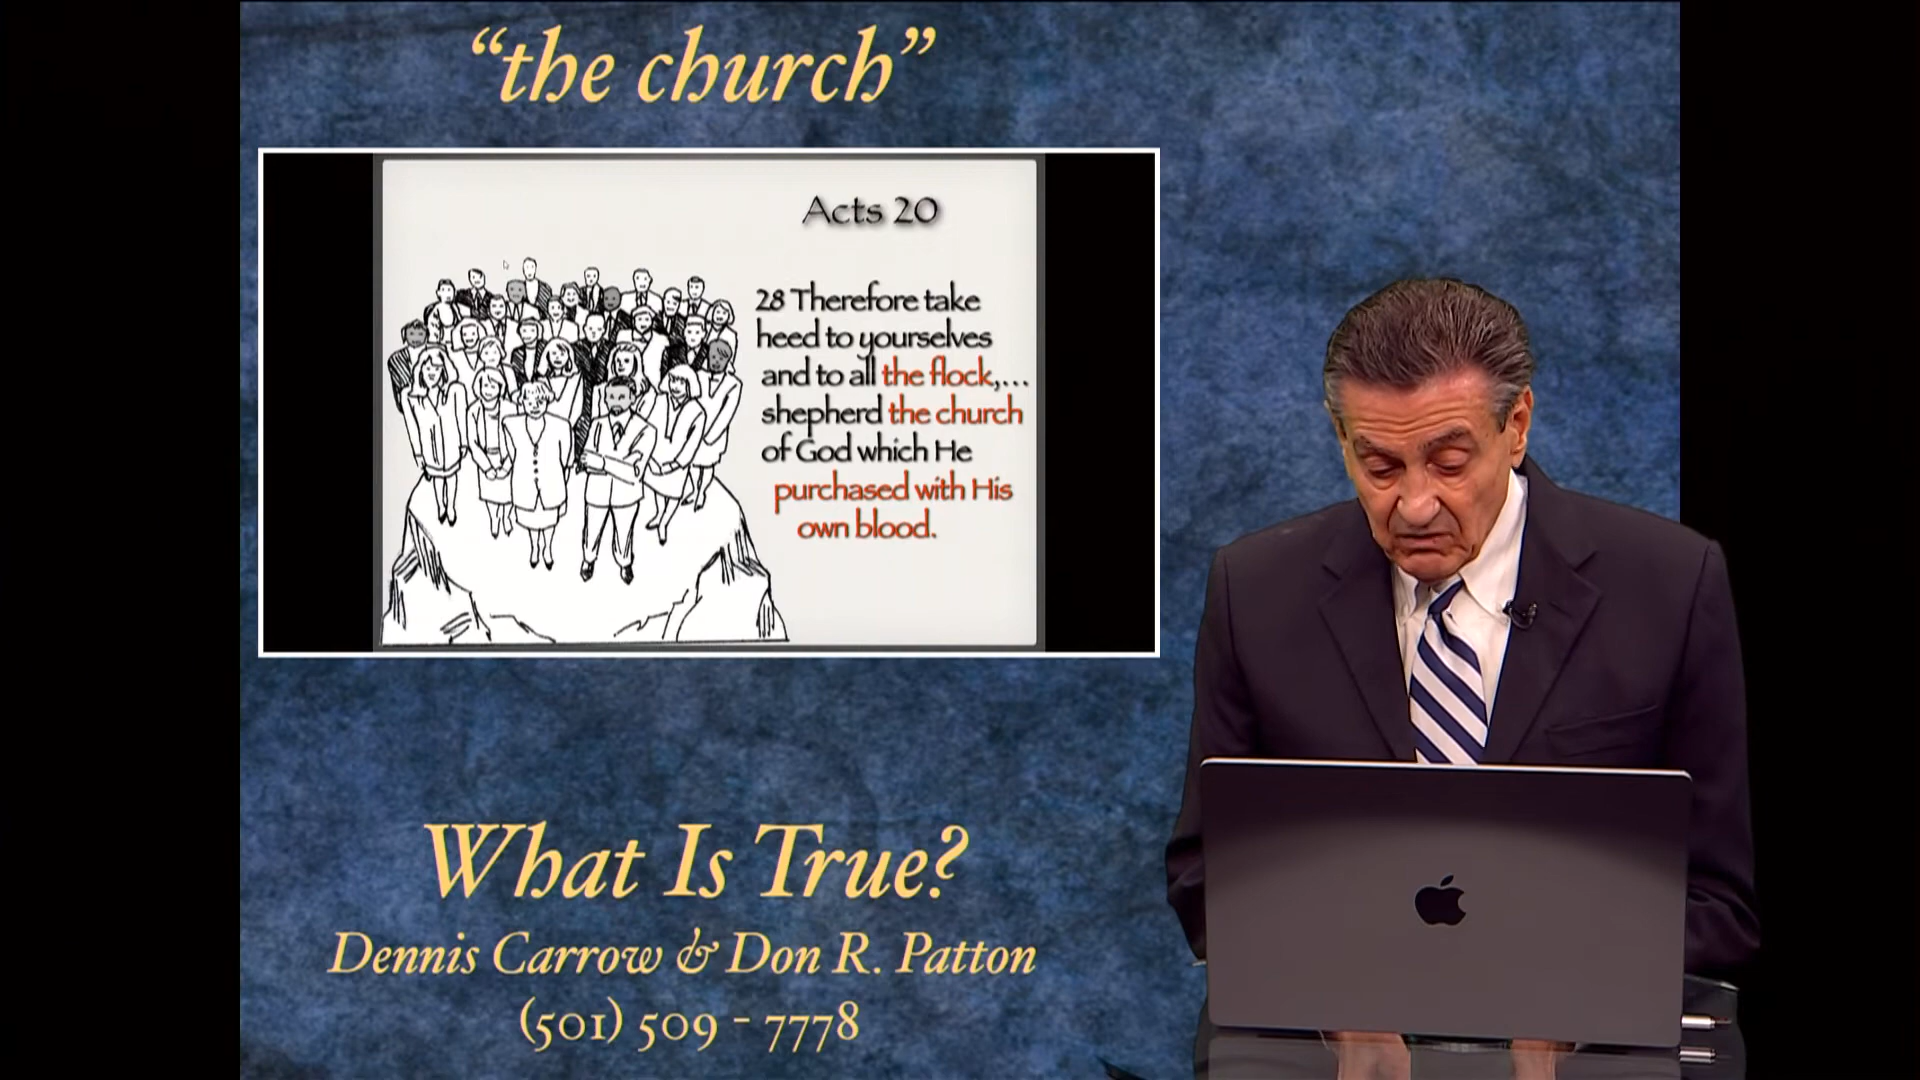 “the church”
Acts 20
28 Therefore take
heed to yourselves
and to all the flock,...
shepherd the church
of God which He
purchased with His
own blood.
What Is True?
Dennis Carrow & Don R. Patton
(501) 509 - 7778